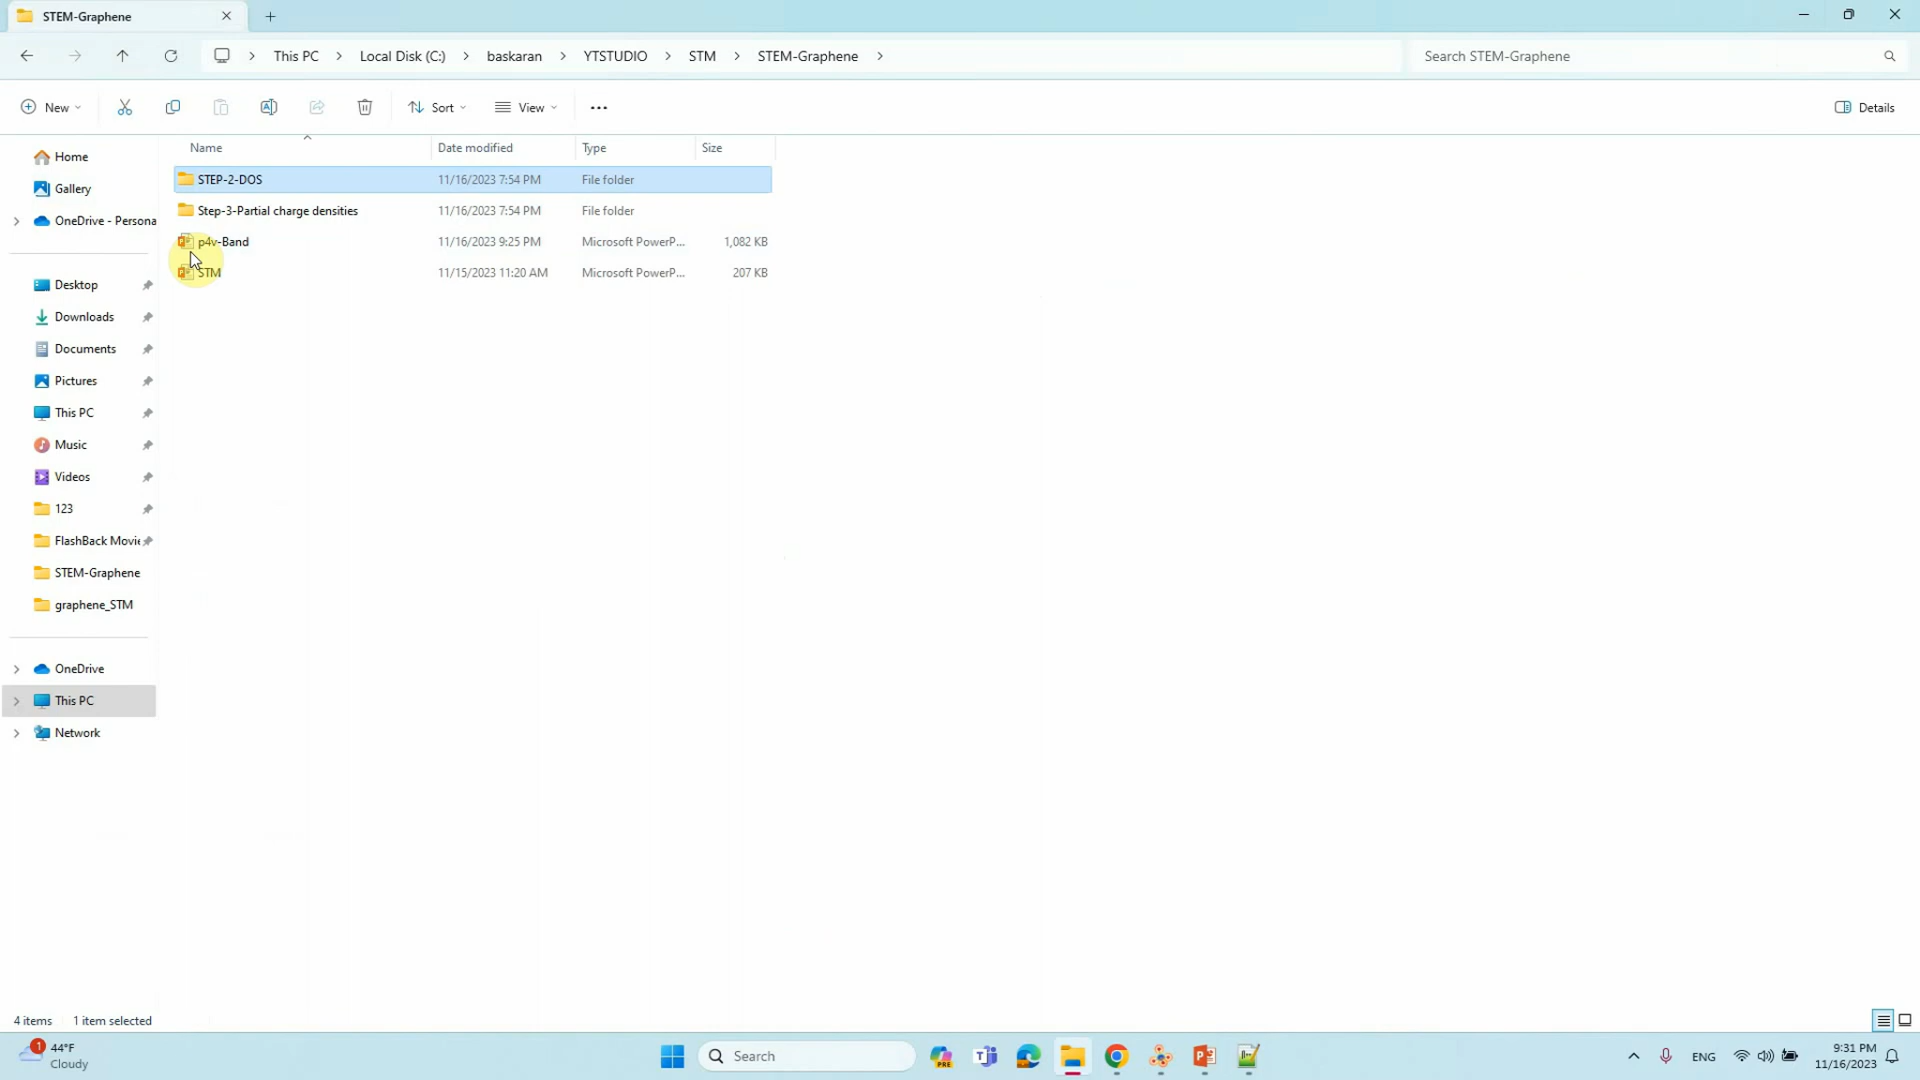 STEM-Graphene
This PC
Local Disk (C:)
baskaran
YTSTUDIO
STM
STEM-Graphene
Search STEM-Graphene
New
Sort
View
Details
Name
Date modified
Type
Size
STEP-2-DOS
11/16/2023 7:54 PM
File folder
Step-3-Partial charge densities
11/16/2023 7:54 PM
File folder
p4v-Band
11/16/2023 9:25 PM
Microsoft PowerP...
1,082 KB
STM
11/15/2023 11:20 AM
Microsoft PowerP...
207 KB
Home
Gallery
OneDrive - Persona
Desktop
Downloads
Documents
Pictures
This PC
Music
Videos
123
FlashBack Movie
STEM-Graphene
graphene_STM
OneDrive
This PC
Network
4 items
1 item selected
1
44°F
Cloudy
Search
PRE
ENG
9:31 PM
11/16/2023